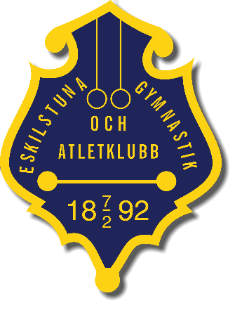 ESKILSTUNA GYMNASTIK
OCH
ATLETKLUBB
18 7/2 92